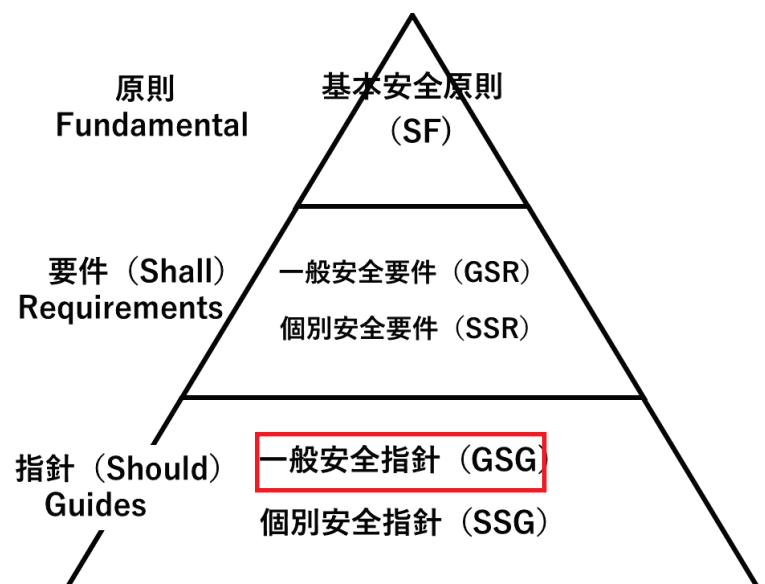 原則
Fundamental
基本安全原則
（SF）
要件（Shall）
Requirements
一般安全要件（GSR）
個別安全要件（SSR）
指針（Should）
Guides
一般安全指針（GSG）
個別安全指針（SSG）